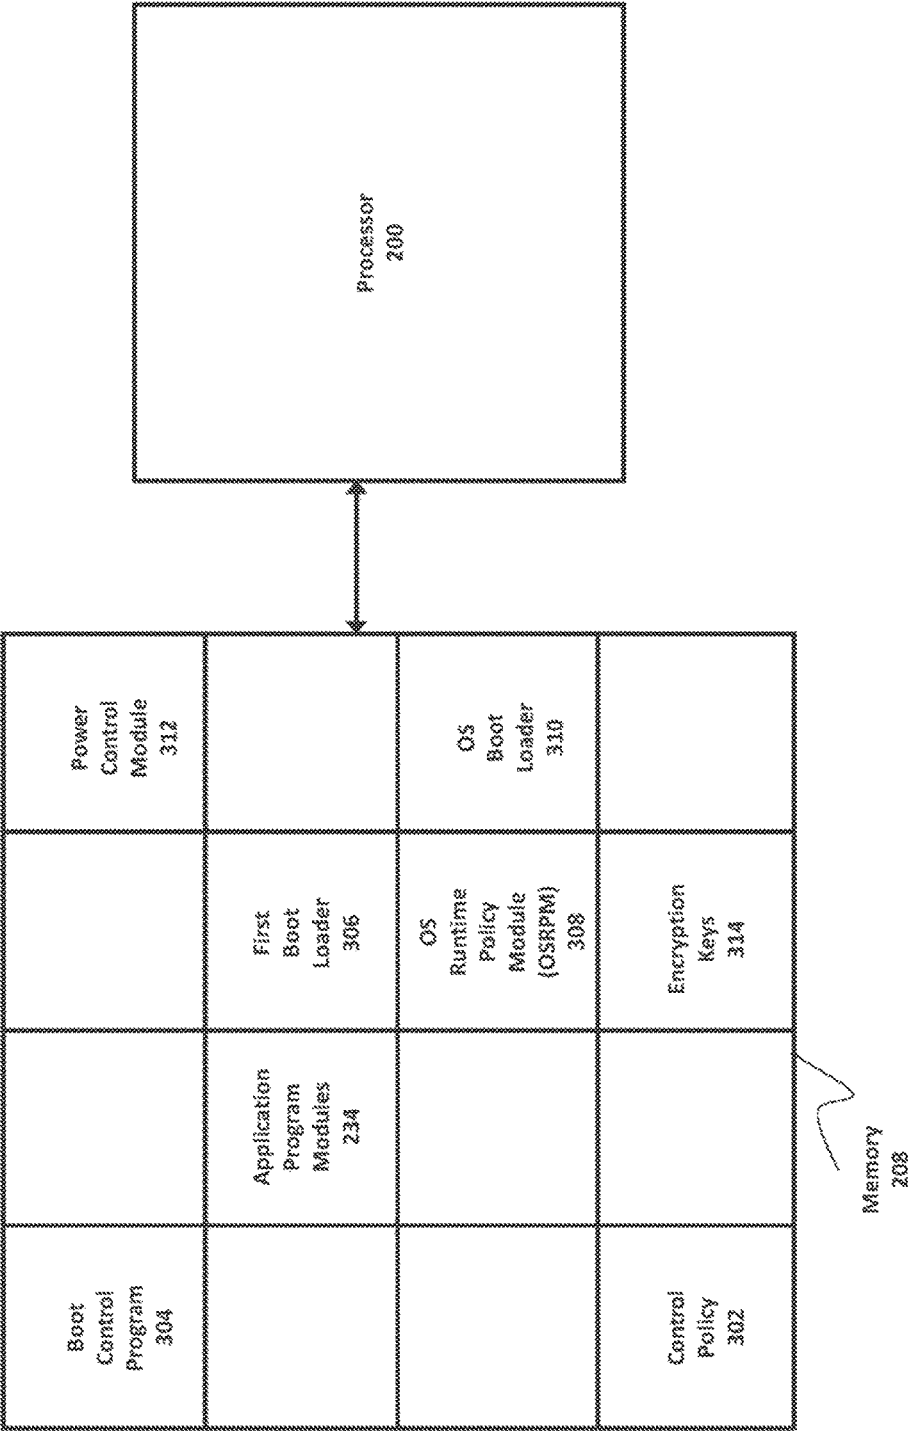 Boot
Control
Program
304
Power
Control
Module
312
Application
Program
Modules
234
First
Boot
Loader
306
OS
Runtime
Policy
Module
(OSRPM)
308
OS
Boot
Loader
310
Control
Policy
302
Encryption
Keys
314
Memory
208
Processor
200